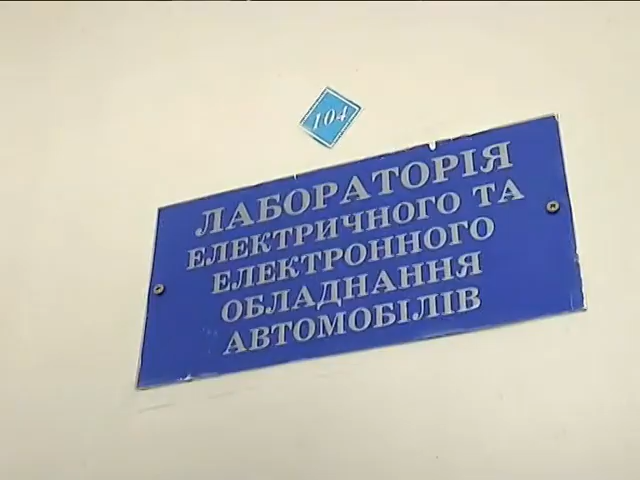 104
ЛАБОРАТОРІЯ
ЕЛЕКТРИЧНОГО ТА
ЕЛЕКТРОННОГО
ОБЛАДНАННЯ
АВТОМОБІЛІВ